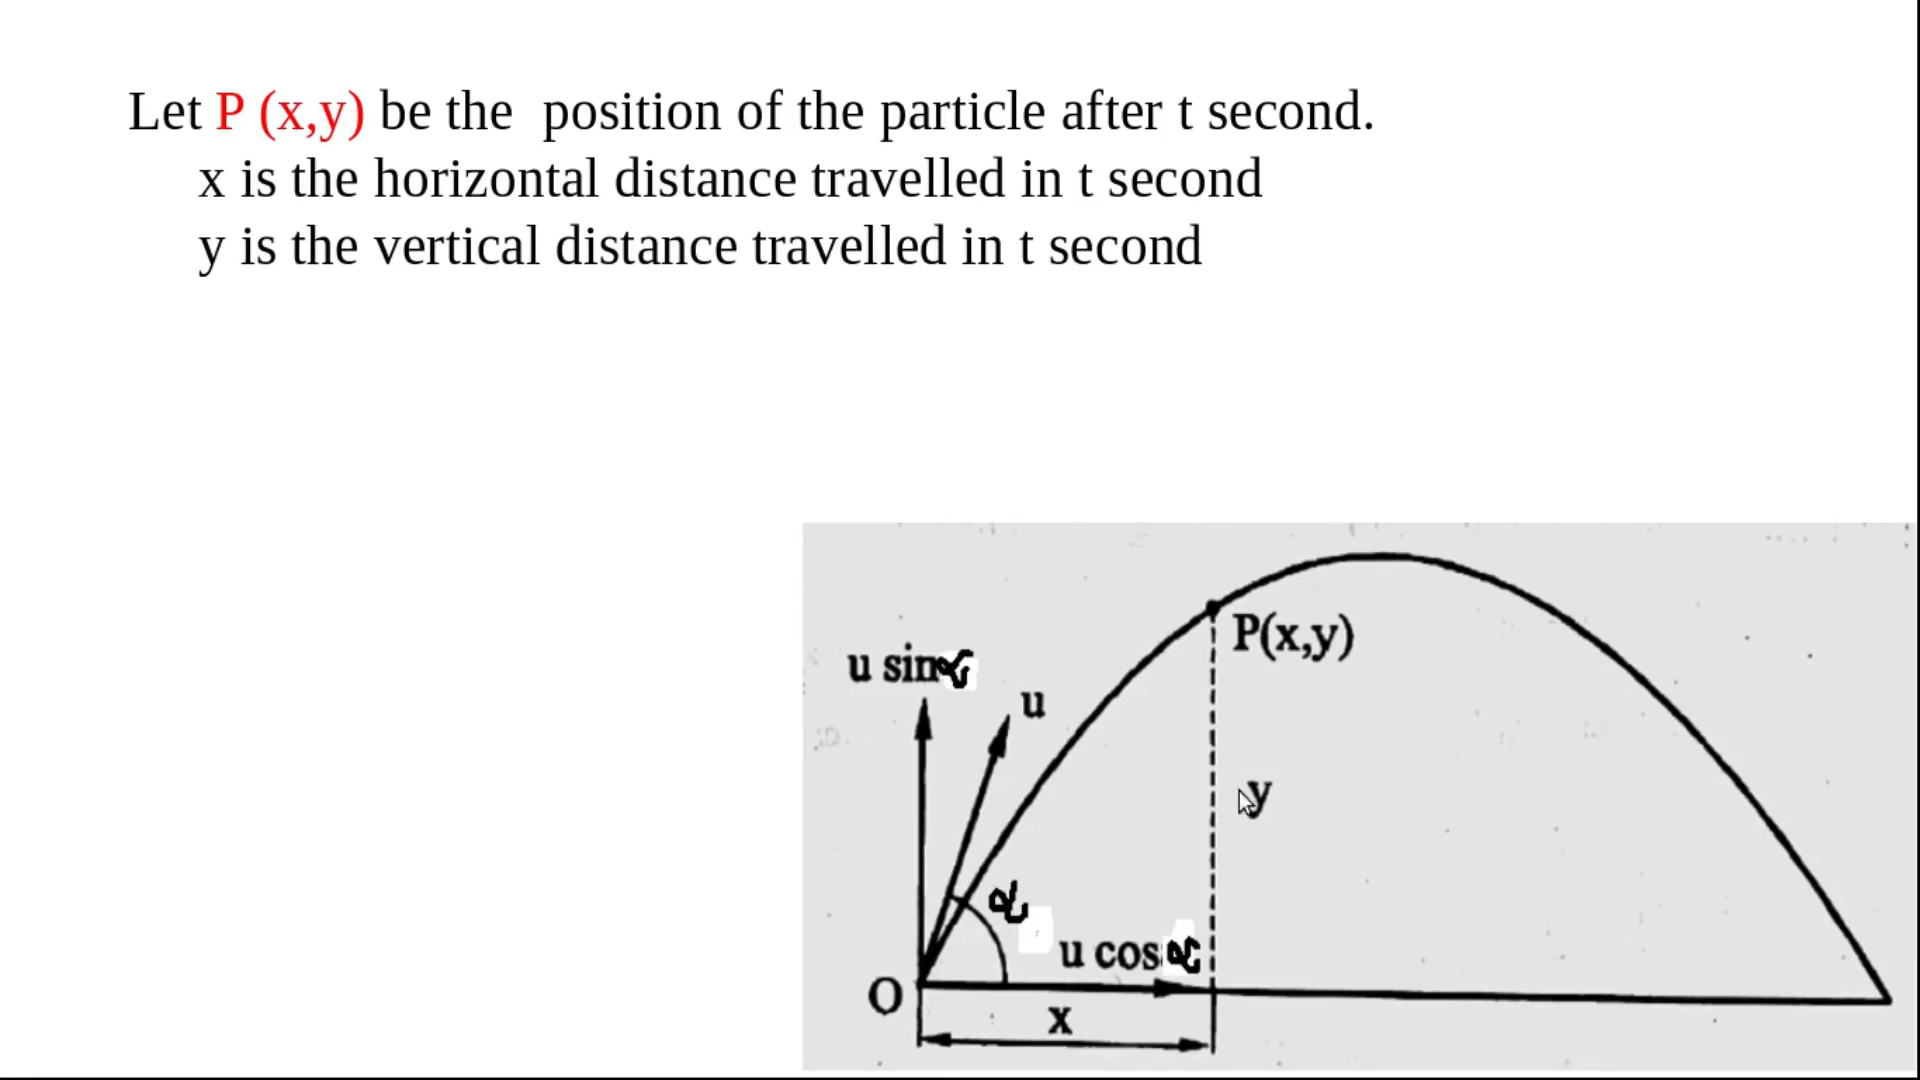 Let P (x,y) be the position of the particle after t second.
x is the horizontal distance travelled in t second
y is the vertical distance travelled in t second
P(x,y)
u sinα
u
y
α
u cosα
O
x